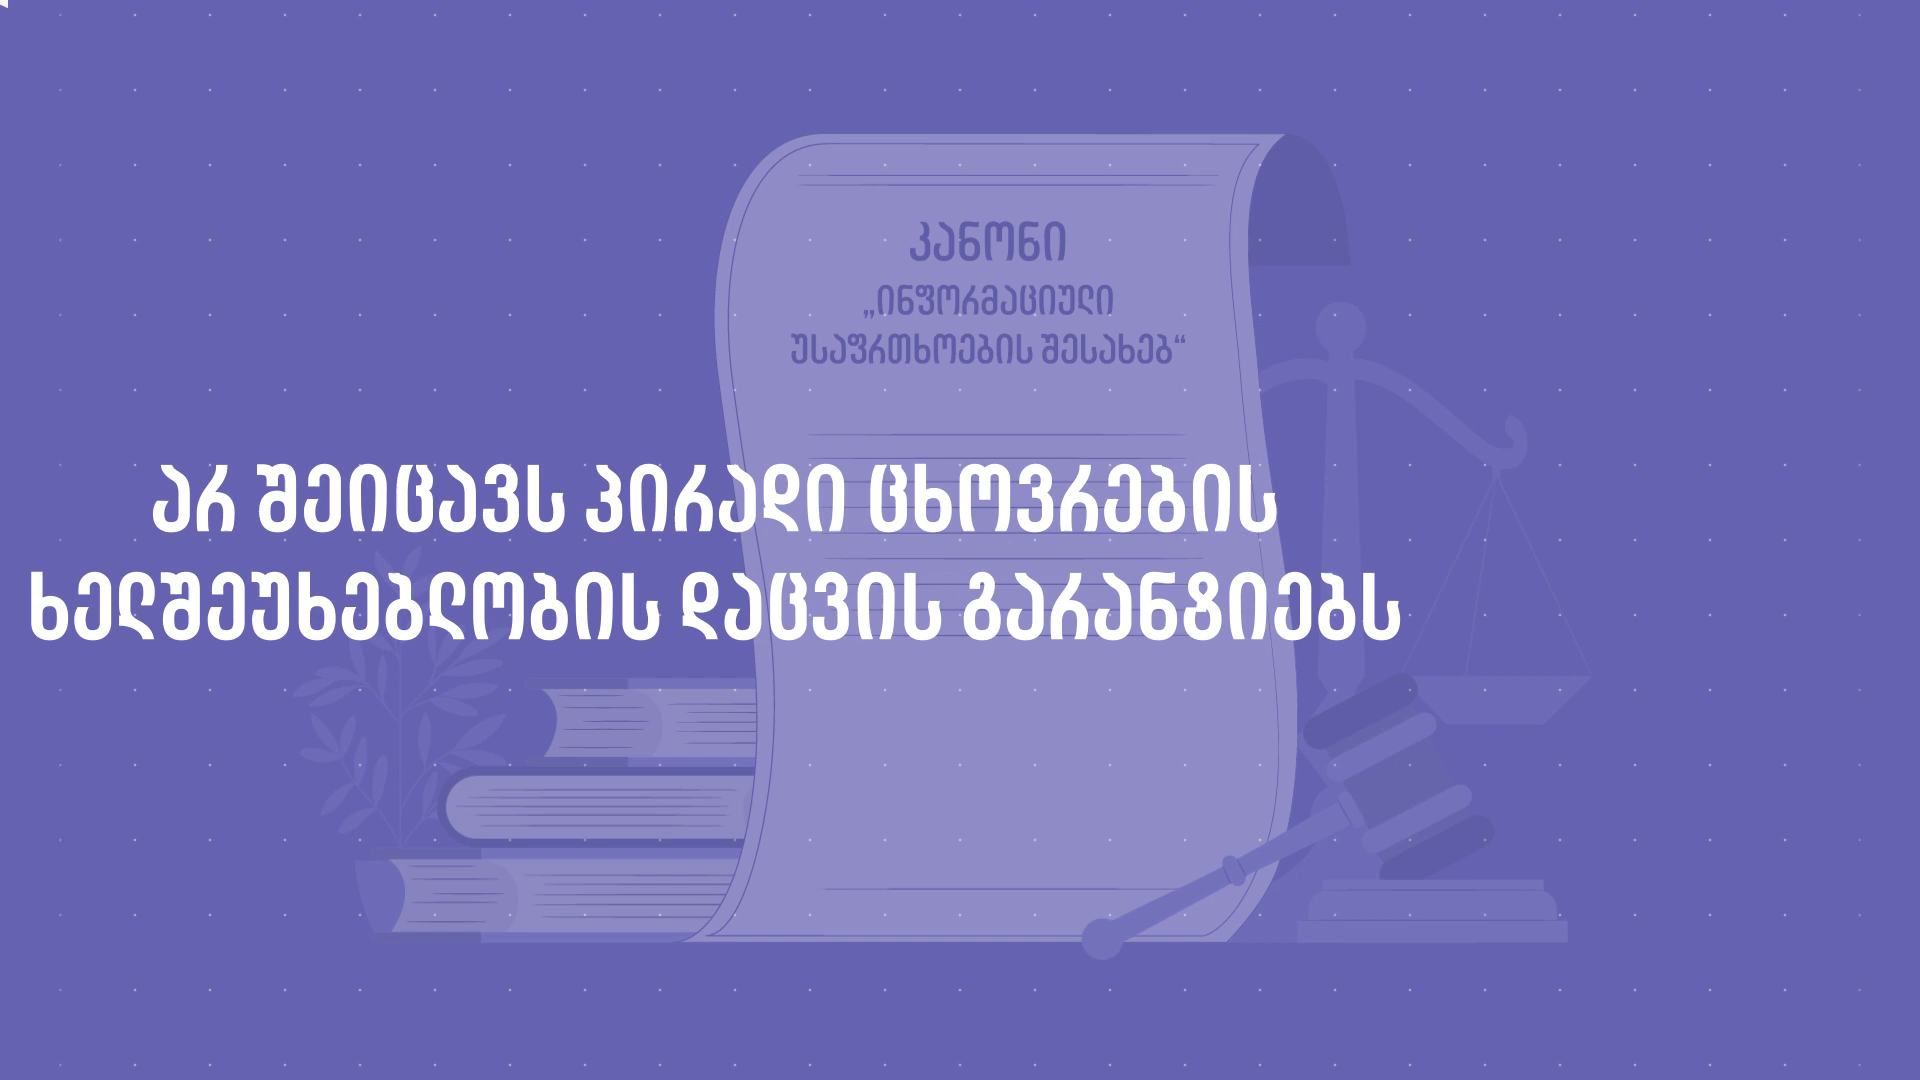 კანონი
„ინფორმაციული
უსაფრთხოების შესახებ“
არ შეიცავს პირადი ცხოვრების
ხელშეუხებლობის დაცვის გარანტიებს